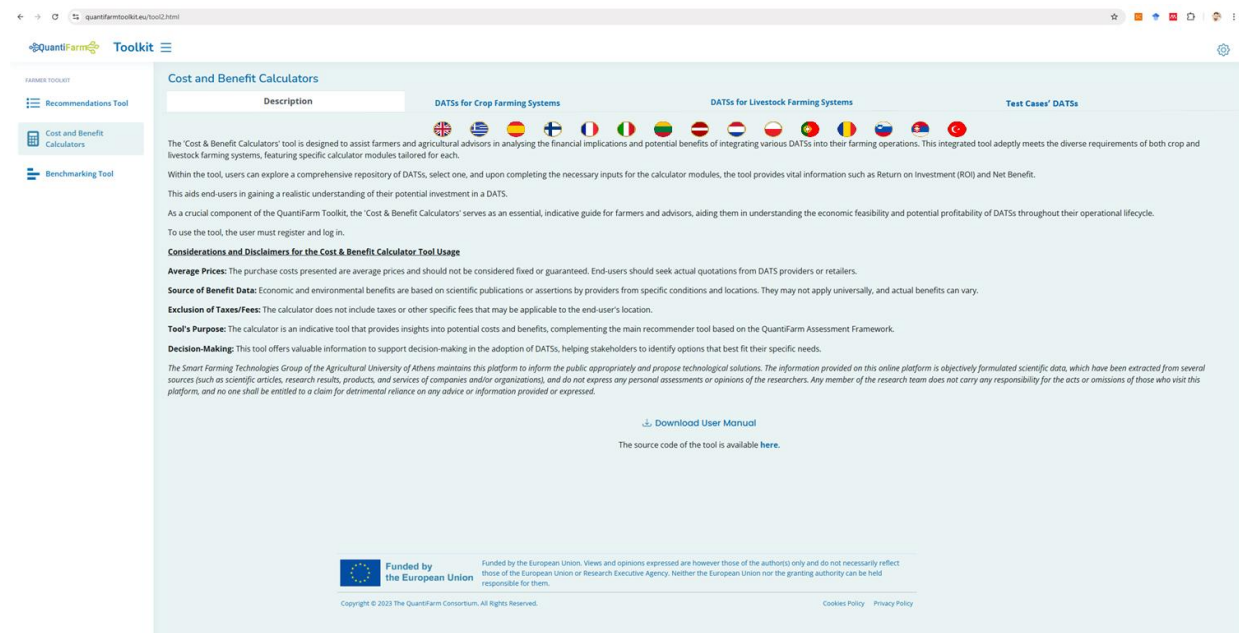 quantifarmtoolkit.eu/tool2.html
QuantiFarm
Toolkit
FARMER TOOLKIT
Recommendations Tool
Cost and Benefit
Calculators
Benchmarking Tool
Cost and Benefit Calculators
Description
DATSs for Crop Farming Systems
DATSs for Livestock Farming Systems
Test Cases' DATSs
The 'Cost & Benefit Calculators' tool is designed to assist farmers and agricultural advisors in analysing the financial implications and potential benefits of integrating various DATSs into their farming operations. This integrated tool adeptly meets the diverse requirements of both crop and
livestock farming systems, featuring specific calculator modules tailored for each.
Within the tool, users can explore a comprehensive repository of DATSs, select one, and upon completing the necessary inputs for the calculator modules, the tool provides vital information such as Return on Investment (ROI) and Net Benefit.
This aids end-users in gaining a realistic understanding of their potential investment in a DATS.
As a crucial component of the QuantiFarm Toolkit, the 'Cost & Benefit Calculators' serves as an essential, indicative guide for farmers and advisors, aiding them in understanding the economic feasibility and potential profitability of DATSs throughout their operational lifecycle.
To use the tool, the user must register and log in.
Considerations and Disclaimers for the Cost & Benefit Calculator Tool Usage
Average Prices: The purchase costs presented are average prices and should not be considered fixed or guaranteed. End-users should seek actual quotations from DATS providers or retailers.
Source of Benefit Data: Economic and environmental benefits are based on scientific publications or assertions by providers from specific conditions and locations. They may not apply universally, and actual benefits can vary.
Exclusion of Taxes/Fees: The calculator does not include taxes or other specific fees that may be applicable to the end-user's location.
Tool's Purpose: The calculator is an indicative tool that provides insights into potential costs and benefits, complementing the main recommender tool based on the QuantiFarm Assessment Framework.
Decision-Making: This tool offers valuable information to support decision-making in the adoption of DATSs, helping stakeholders to identify options that best fit their specific needs.
The Smart Farming Technologies Group of the Agricultural University of Athens maintains this platform to inform the public appropriately and propose technological solutions. The information provided on this online platform is objectively formulated scientific data, which have been extracted from several
sources (such as scientific articles, research results, products, and services of companies and/or organizations), and do not express any personal assessments or opinions of the researchers. Any member of the research team does not carry any responsibility for the acts or omissions of those who visit this
platform, and no one shall be entitled to a claim for detrimental reliance on any advice or information provided or expressed.
Download User Manual
The source code of the tool is available here.
Funded by
the European Union
Funded by the European Union. Views and opinions expressed are however those of the author(s) only and do not necessarily reflect
those of the European Union or Research Executive Agency. Neither the European Union nor the granting authority can be held
responsible for them.
Copyright © 2023 The QuantiFarm Consortium. All Rights Reserved.
Cookies Policy Privacy Policy